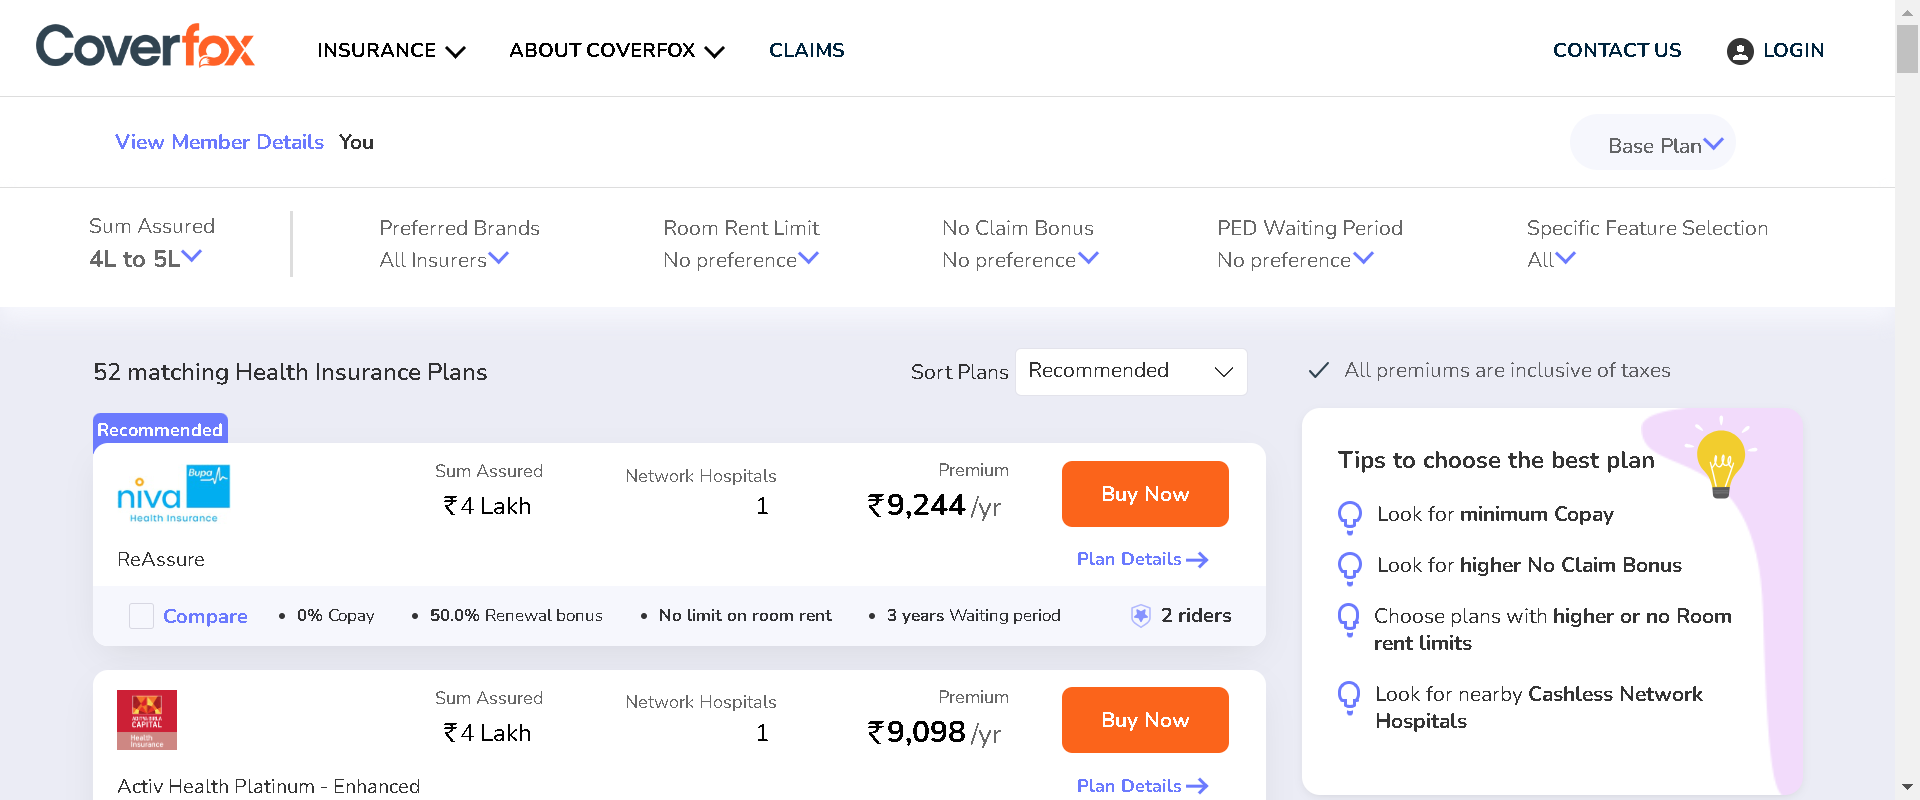 Coverfox
INSURANCE
ABOUT COVERFOX
CLAIMS
CONTACT US
LOGIN
View Member Details You
Base Plan
Sum Assured
4L to 5L
Preferred Brands
All Insurers
Room Rent Limit
No preference
No Claim Bonus
No preference
PED Waiting Period
No preference
Specific Feature Selection
All
52 matching Health Insurance Plans
Sort Plans
Recommended
All premiums are inclusive of taxes
Recommended
niva Bupa
Health Insurance
ReAssure
Sum Assured
₹4 Lakh
Network Hospitals
1
Premium
₹9,244 /yr
Buy Now
Plan Details
Compare
• 0% Copay
• 50.0% Renewal bonus
• No limit on room rent
• 3 years Waiting period
2 riders
ADITYA BIRLA
CAPITAL
Health
Insurance
Activ Health Platinum - Enhanced
Sum Assured
₹4 Lakh
Network Hospitals
1
Premium
₹9,098 /yr
Buy Now
Plan Details
Tips to choose the best plan
Look for minimum Copay
Look for higher No Claim Bonus
Choose plans with higher or no Room
rent limits
Look for nearby Cashless Network
Hospitals